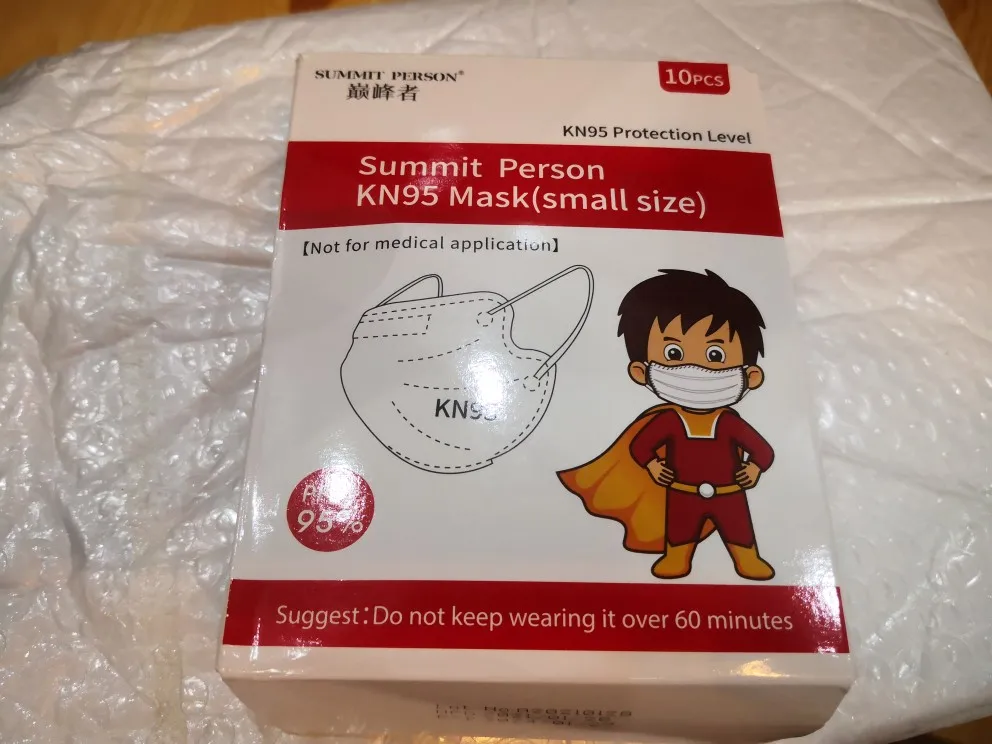 SUMMIT PERSON®
巅峰者
10PCS
KN95 Protection Level
Summit Person
KN95 Mask(small size)
【Not for medical application】
KN95
95%
Suggest:Do not keep wearing it over 60 minutes